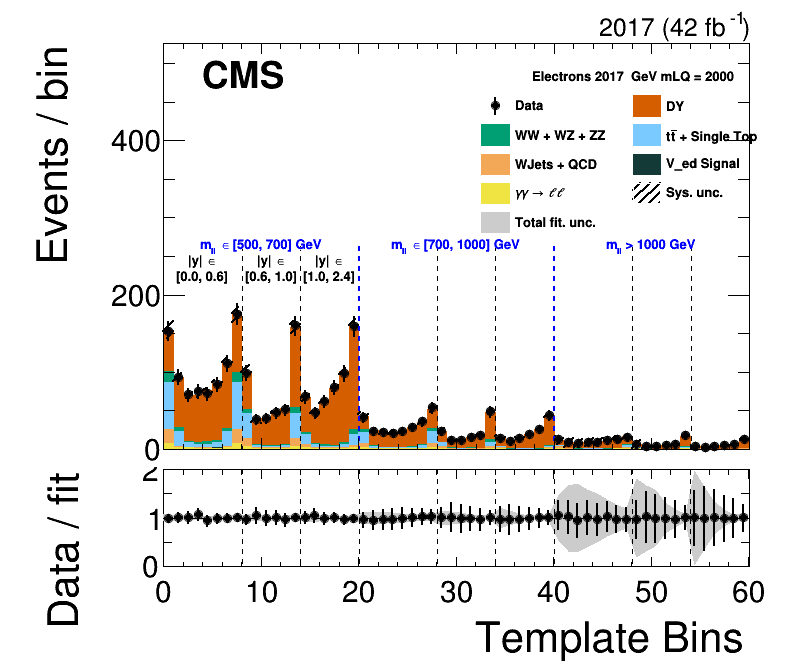 2017 (42 fb⁻¹)
CMS
Electrons 2017 GeV mLQ = 2000
Data
DY
WW + WZ + ZZ
tt̄ + Single Top
WJets + QCD
V_ed Signal
γγ → ℓℓ
Sys. unc.
Total fit. unc.
Events / bin
400
200
0
m_ll ∈ [500, 700] GeV
m_ll ∈ [700, 1000] GeV
m_ll > 1000 GeV
|y| ∈ |y| ∈ |y| ∈
[0.0, 0.6] [0.6, 1.0] [1.0, 2.4]
Data / fit
2
1
0
0 10 20 30 40 50 60
Template Bins